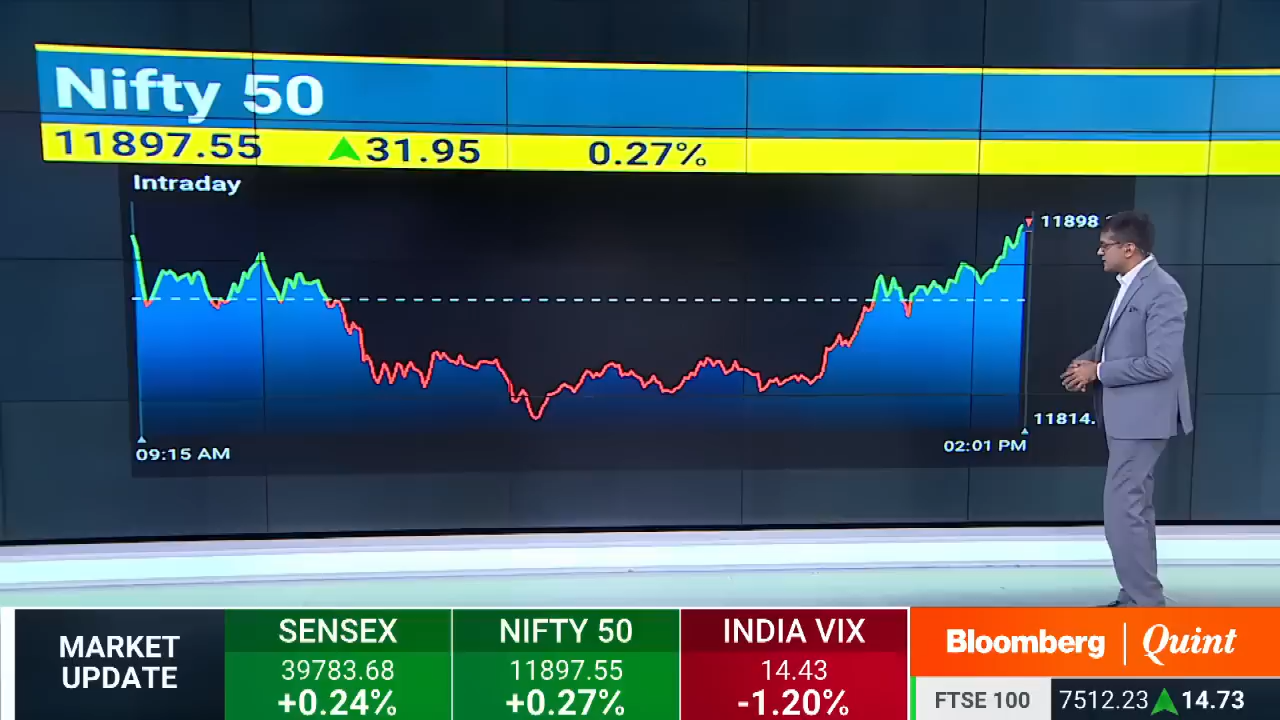 Nifty 50
11897.55 ▲31.95 0.27%
Intraday
11898
11814.
09:15 AM
02:01 PM
MARKET UPDATE
SENSEX
39783.68
+0.24%
NIFTY 50
11897.55
+0.27%
INDIA VIX
14.43
-1.20%
Bloomberg | Quint
FTSE 100 7512.23 ▲ 14.73